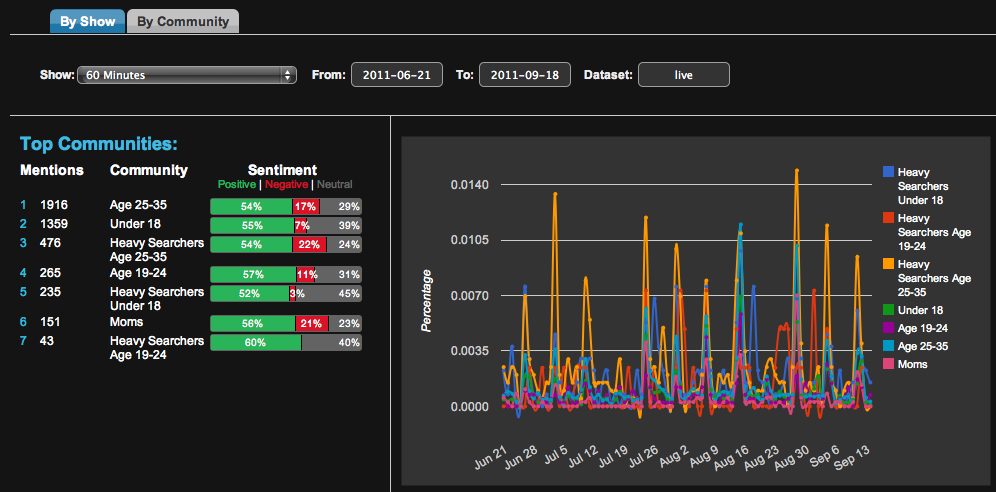 By Show By Community
Show: 60 Minutes From: 2011-06-21 To: 2011-09-18 Dataset: live
Top Communities:
Mentions Community Sentiment
Positive | Negative | Neutral
1 1916 Age 25-35 54% 17% 29%
2 1359 Under 18 55% 7% 39%
3 476 Heavy Searchers 54% 22% 24%
Age 25-35
4 265 Age 19-24 57% 11% 31%
5 235 Heavy Searchers 52% 3% 45%
Under 18
6 151 Moms 56% 21% 23%
7 43 Heavy Searchers 60% 40%
Age 19-24
Percentage
0.0140
0.0105
0.0070
0.0035
0.0000
Jun 21 Jun 28 Jul 5 Jul 12 Jul 19 Jul 26 Aug 2 Aug 9 Aug 16 Aug 23 Aug 30 Sep 6 Sep 13
Heavy
Searchers
Under 18
Heavy
Searchers Age
19-24
Heavy
Searchers Age
25-35
Under 18
Age 19-24
Age 25-35
Moms